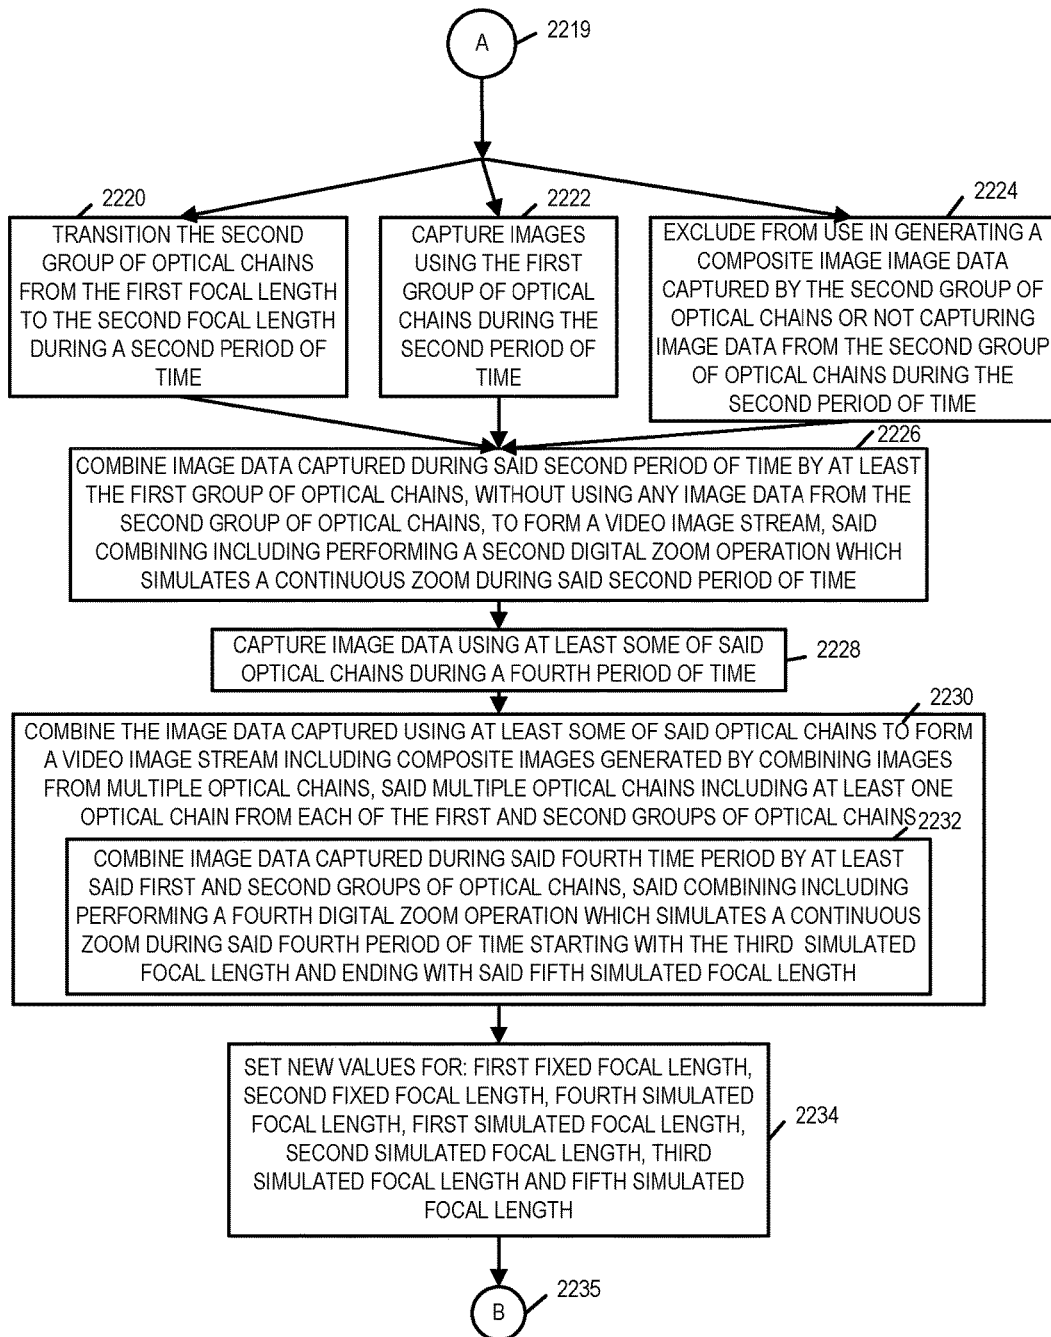 A
2219
2220
TRANSITION THE SECOND
GROUP OF OPTICAL CHAINS
FROM THE FIRST FOCAL LENGTH
TO THE SECOND FOCAL LENGTH
DURING A SECOND PERIOD OF
TIME
2222
CAPTURE IMAGES
USING THE FIRST
GROUP OF OPTICAL
CHAINS DURING THE
SECOND PERIOD OF
TIME
2224
EXCLUDE FROM USE IN GENERATING A
COMPOSITE IMAGE IMAGE DATA
CAPTURED BY THE SECOND GROUP OF
OPTICAL CHAINS OR NOT CAPTURING
IMAGE DATA FROM THE SECOND GROUP
OF OPTICAL CHAINS DURING THE
SECOND PERIOD OF TIME
2226
COMBINE IMAGE DATA CAPTURED DURING SAID SECOND PERIOD OF TIME BY AT LEAST
THE FIRST GROUP OF OPTICAL CHAINS, WITHOUT USING ANY IMAGE DATA FROM THE
SECOND GROUP OF OPTICAL CHAINS, TO FORM A VIDEO IMAGE STREAM, SAID
COMBINING INCLUDING PERFORMING A SECOND DIGITAL ZOOM OPERATION WHICH
SIMULATES A CONTINUOUS ZOOM DURING SAID SECOND PERIOD OF TIME
CAPTURE IMAGE DATA USING AT LEAST SOME OF SAID
OPTICAL CHAINS DURING A FOURTH PERIOD OF TIME
2228
2230
COMBINE THE IMAGE DATA CAPTURED USING AT LEAST SOME OF SAID OPTICAL CHAINS TO FORM
A VIDEO IMAGE STREAM INCLUDING COMPOSITE IMAGES GENERATED BY COMBINING IMAGES
FROM MULTIPLE OPTICAL CHAINS, SAID MULTIPLE OPTICAL CHAINS INCLUDING AT LEAST ONE
OPTICAL CHAIN FROM EACH OF THE FIRST AND SECOND GROUPS OF OPTICAL CHAINS
2232
COMBINE IMAGE DATA CAPTURED DURING SAID FOURTH TIME PERIOD BY AT LEAST
SAID FIRST AND SECOND GROUPS OF OPTICAL CHAINS, SAID COMBINING INCLUDING
PERFORMING A FOURTH DIGITAL ZOOM OPERATION WHICH SIMULATES A CONTINUOUS
ZOOM DURING SAID FOURTH PERIOD OF TIME STARTING WITH THE THIRD SIMULATED
FOCAL LENGTH AND ENDING WITH SAID FIFTH SIMULATED FOCAL LENGTH
SET NEW VALUES FOR: FIRST FIXED FOCAL LENGTH,
SECOND FIXED FOCAL LENGTH, FOURTH SIMULATED
FOCAL LENGTH, FIRST SIMULATED FOCAL LENGTH,
SECOND SIMULATED FOCAL LENGTH, THIRD
SIMULATED FOCAL LENGTH AND FIFTH SIMULATED
FOCAL LENGTH
2234
B
2235